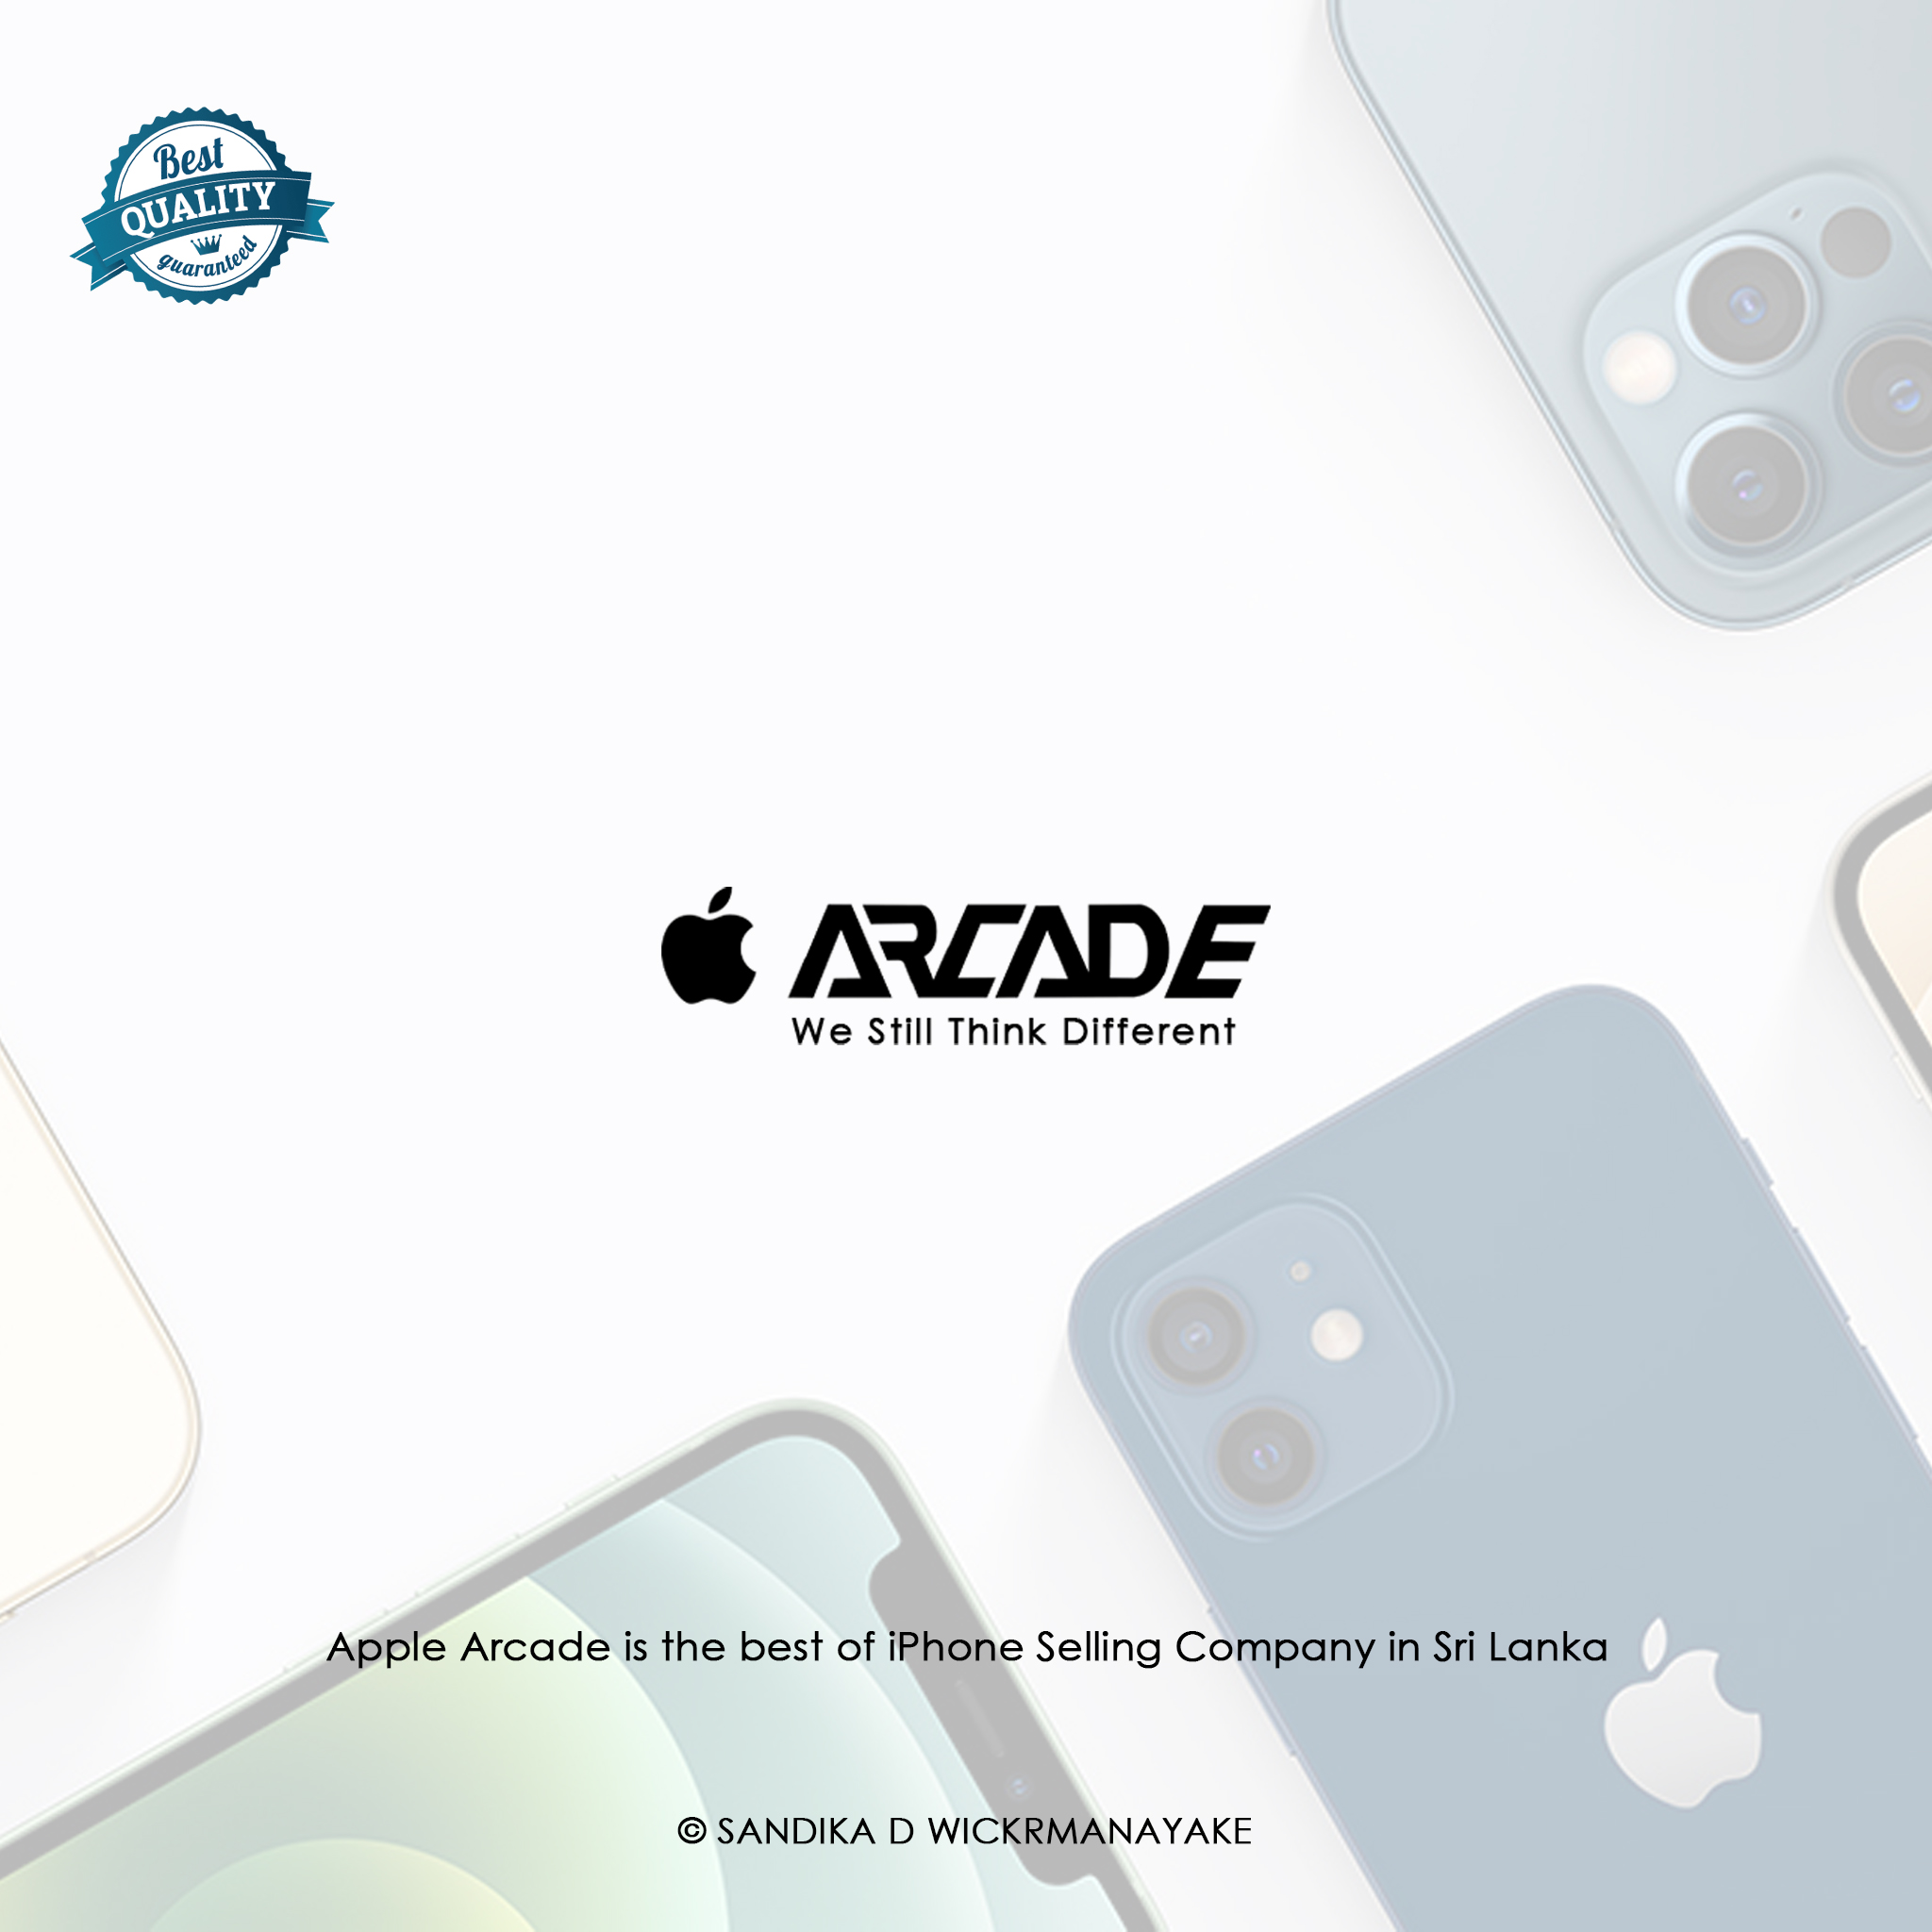 Best
QUALITY
guaranteed
ARCADE
We Still Think Different
Apple Arcade is the best of iPhone Selling Company in Sri Lanka
© SANDIKA D WICKRMANAYAKE